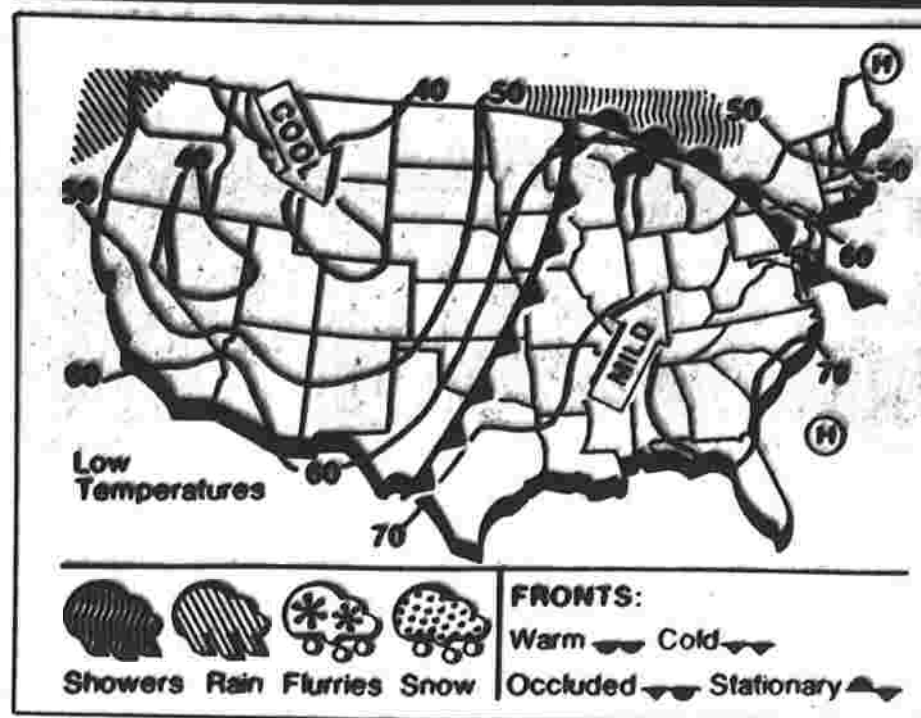 H
COOL
40
50
50
40
50
50
60
MILD
60
70
H
60
70
Low
Temperatures
Showers Rain Flurries Snow
FRONTS:
Warm Cold
Occluded Stationary